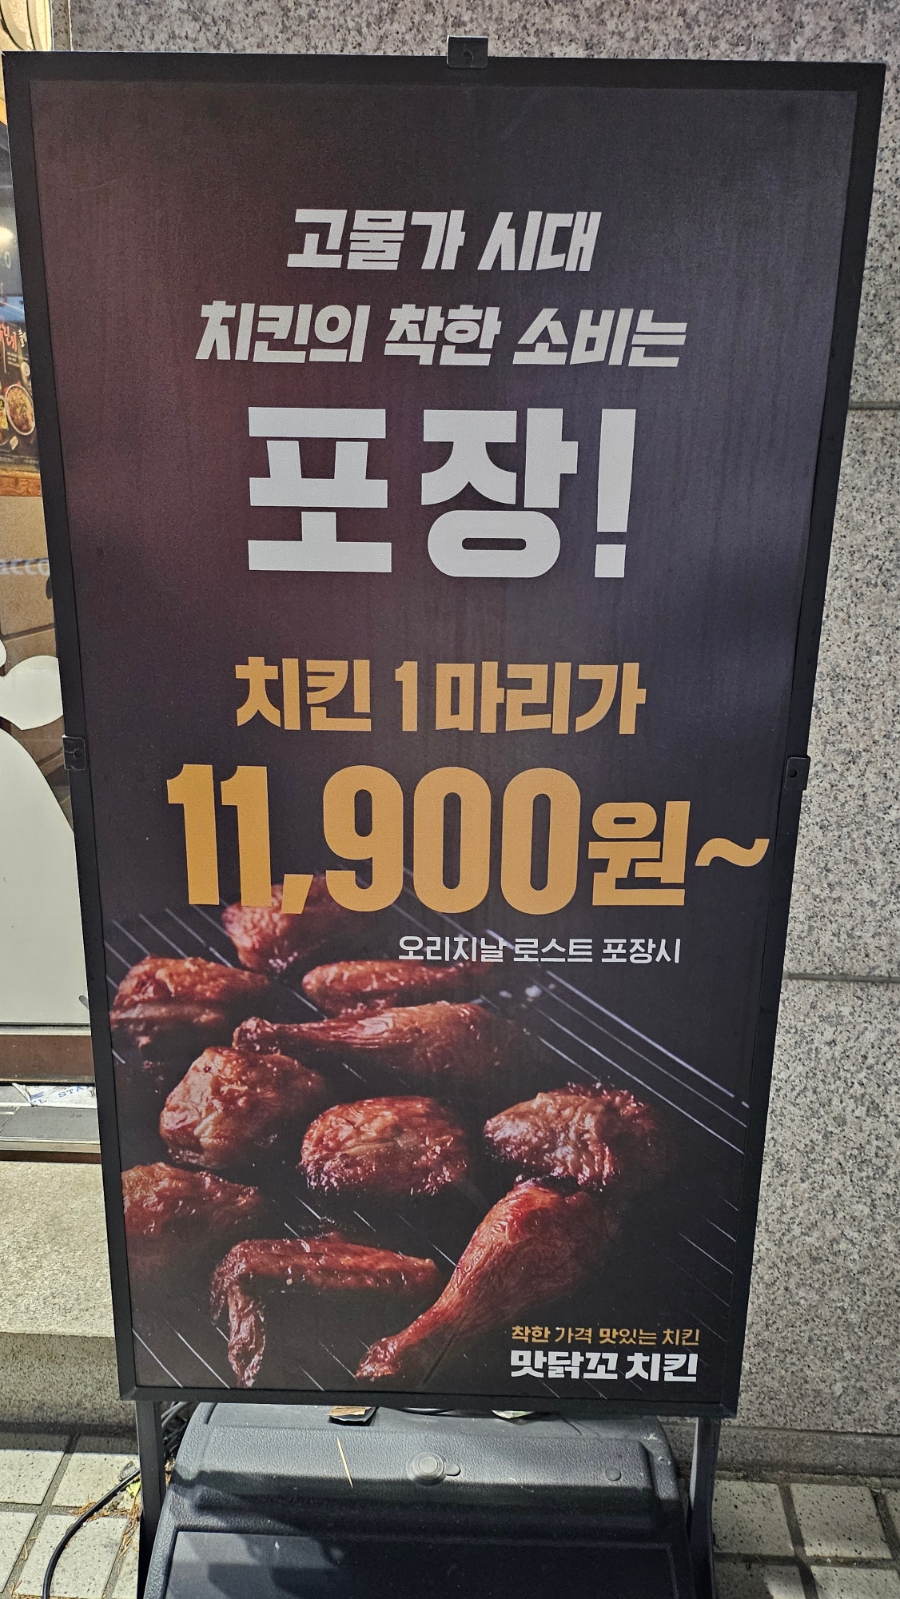 고물가 시대
치킨의 착한 소비는
포장!
치킨 1마리가
11,900원~
오리지날 로스트 포장시
착한 가격 맛있는 치킨
맛닭꼬 치킨